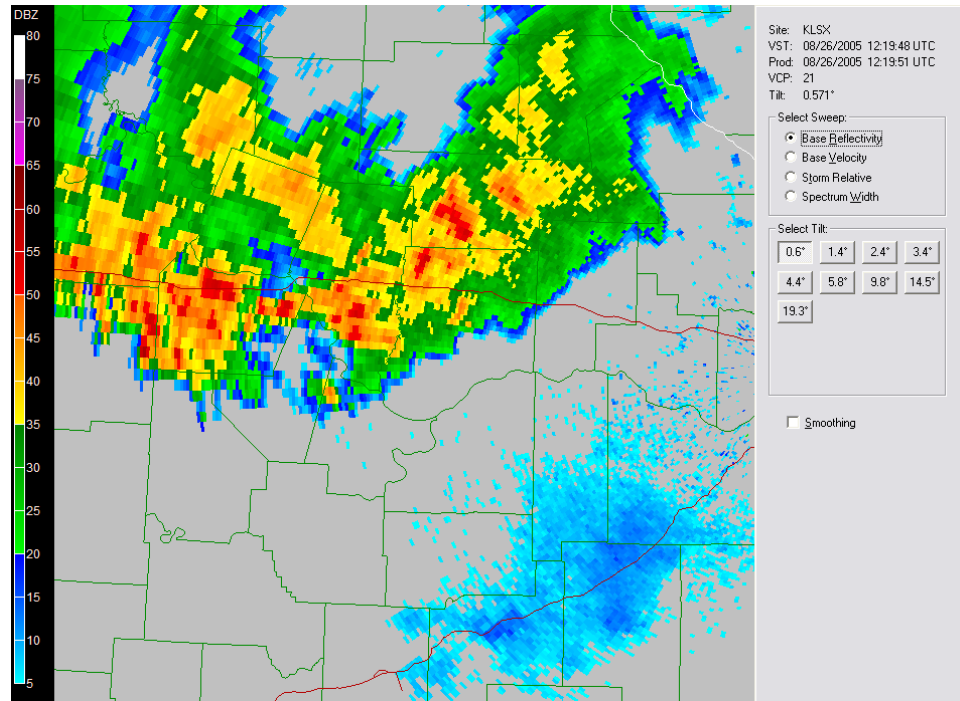 DBZ
80
75
70
65
60
55
50
45
40
35
30
25
20
15
10
5
Site: KLSX
VST: 08/26/2005 12:19:48 UTC
Prod: 08/26/2005 12:19:51 UTC
VCP: 21
Tilt: 0.571°
Select Sweep:
Base Reflectivity
Base Velocity
Storm Relative
Spectrum Width
Select Tilt:
0.6° 1.4° 2.4° 3.4°
4.4° 5.8° 9.8° 14.5°
19.3°
Smoothing